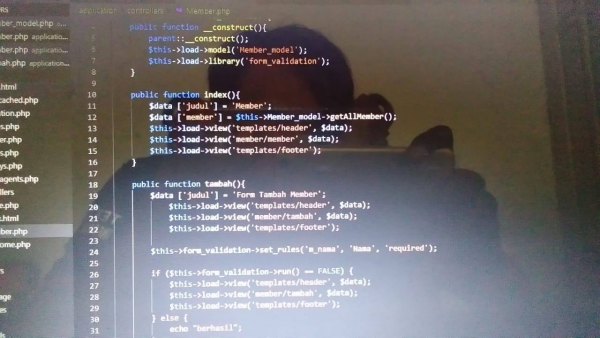 ber_model.php
ber.php applicatio...
ber.php applicatio...
bah.php applicatio...
.html
cached.php
ation.php
es.php
er.php
.php
ys.php
agents.php
llers
e.php
.html
ber.php
ome.php
application controllers Member.php
public function __construct(){
5 parent::__construct();
6 $this->load->model('Member_model');
7 $this->load->library('form_validation');
8 }
10 public function index(){
11 $data ['judul'] = 'Member';
12 $data ['member'] = $this->Member_model->getAllMember();
13 $this->load->view('templates/header', $data);
14 $this->load->view('member/member', $data);
15 $this->load->view('templates/footer');
16 }
17
18 public function tambah(){
19 $data ['judul'] = 'Form Tambah Member';
20 $this->load->view('templates/header', $data);
21 $this->load->view('member/tambah', $data);
22 $this->load->view('templates/footer');
23
24 $this->form_validation->set_rules('m_nama', 'Nama', 'required');
25
26 if ($this->form_validation->run() == FALSE) {
27 $this->load->view('templates/header', $data);
28 $this->load->view('member/tambah', $data);
29 $this->load->view('templates/footer');
30 } else {
31 echo "berhasil";